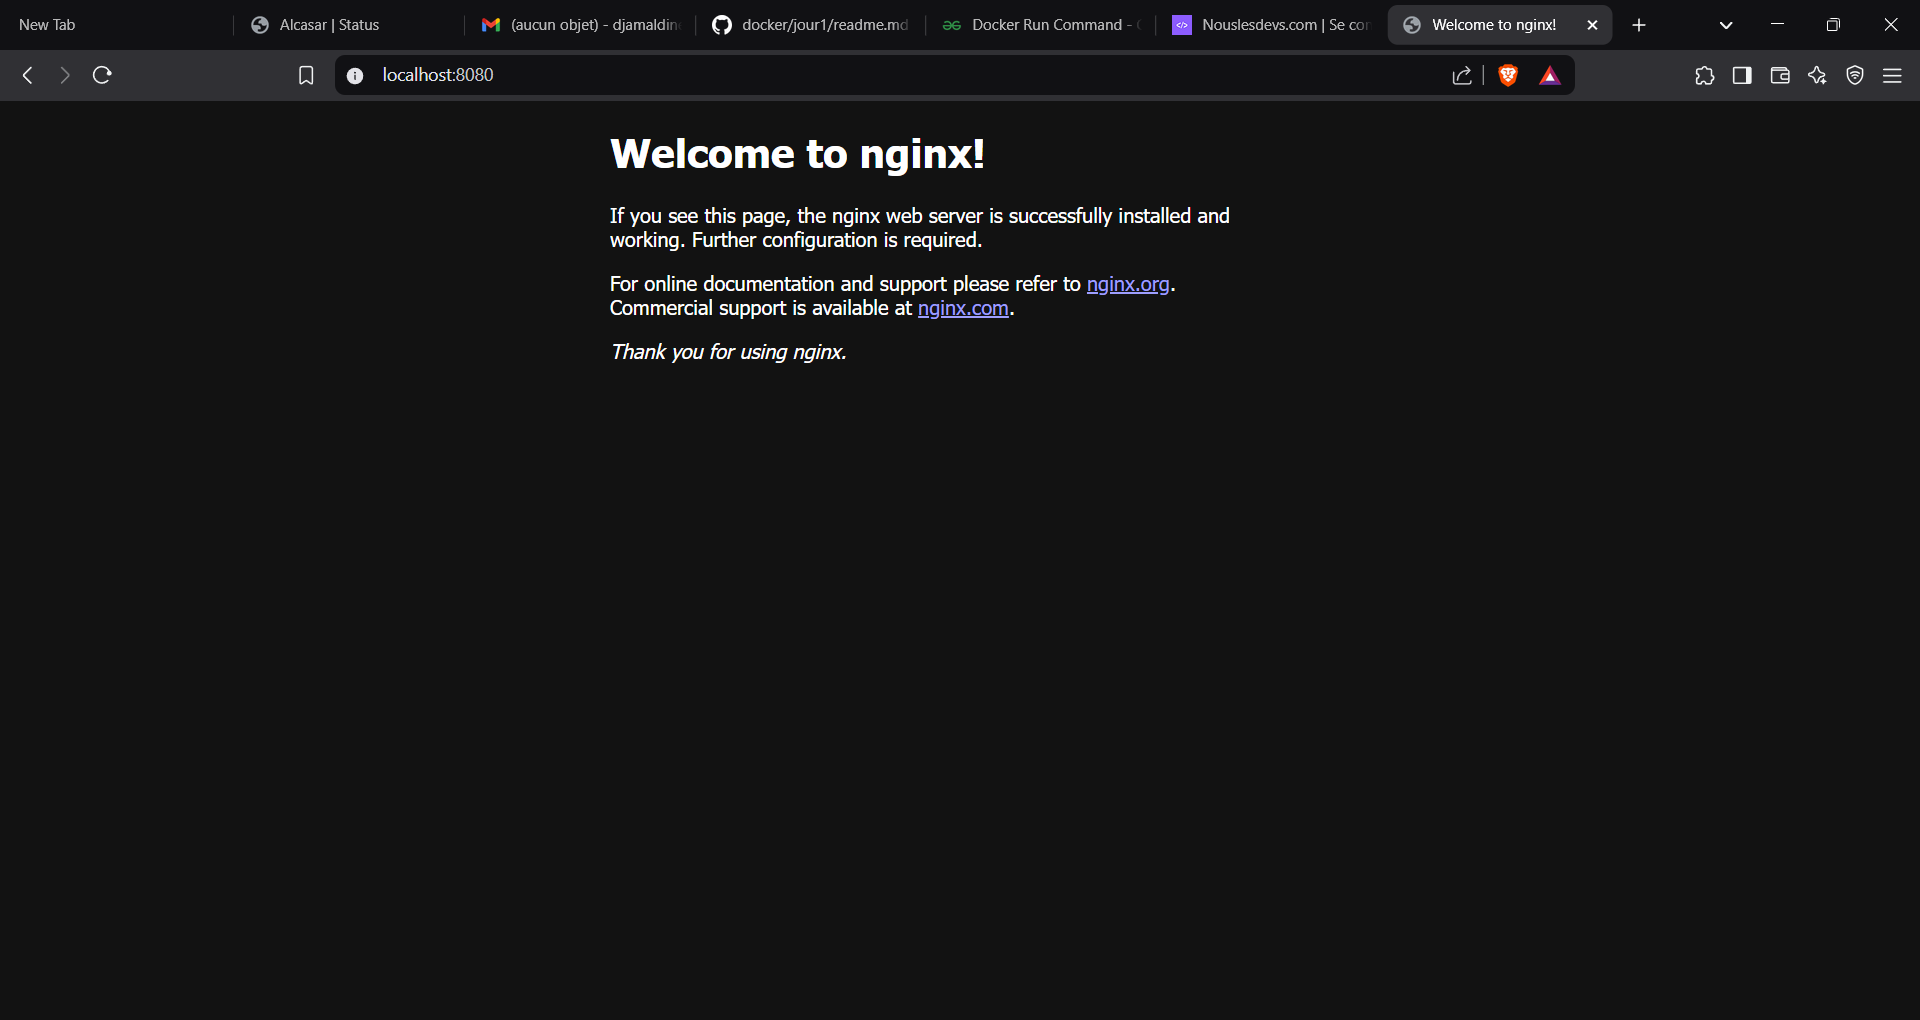 New Tab
Alcasar | Status
(aucun objet) - djamaldin
docker/jour1/readme.md
Docker Run Command -
Nouslesdevs.com | Se con
Welcome to nginx!
localhost:8080
Welcome to nginx!
If you see this page, the nginx web server is successfully installed and
working. Further configuration is required.
For online documentation and support please refer to nginx.org.
Commercial support is available at nginx.com.
Thank you for using nginx.